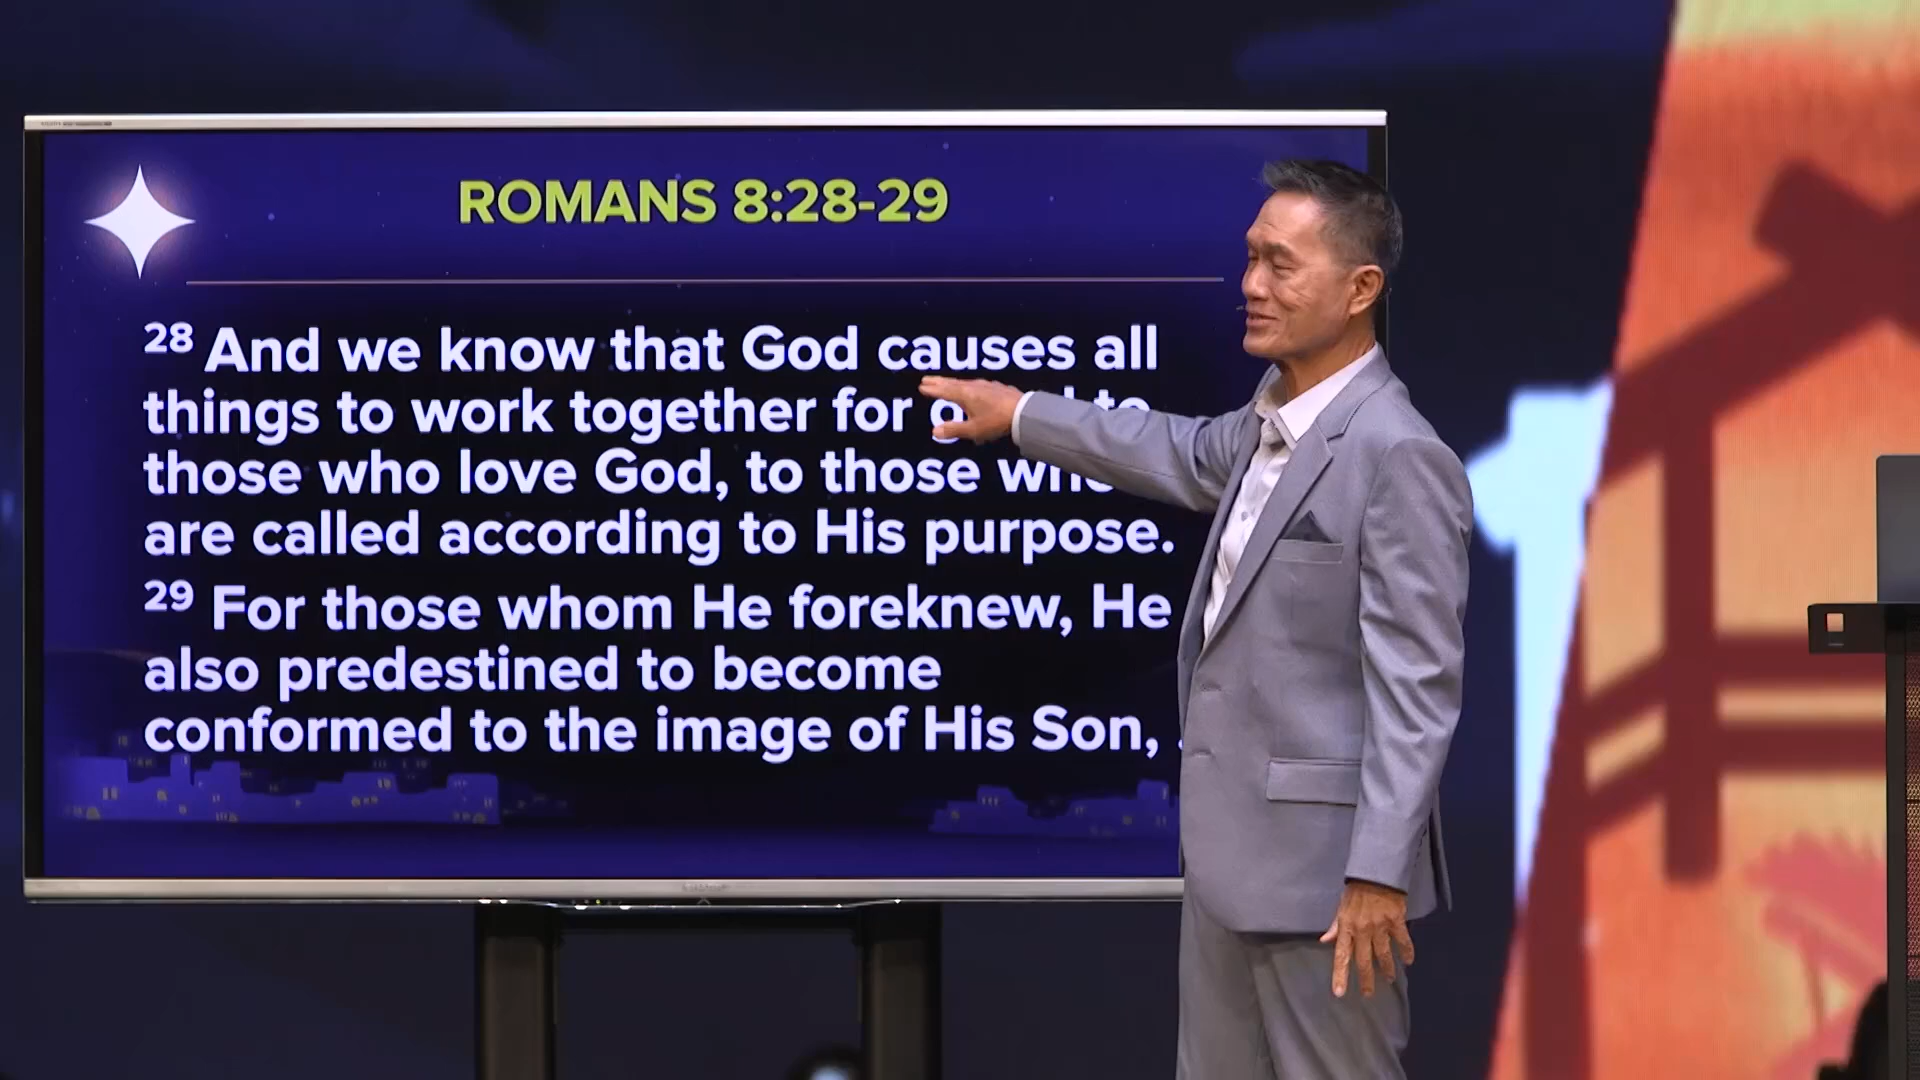 ROMANS 8:28-29
28 And we know that God causes all
things to work together for to
those who love God, to those who
are called according to His purpose.
29 For those whom He foreknew, He
also predestined to become
conformed to the image of His Son,